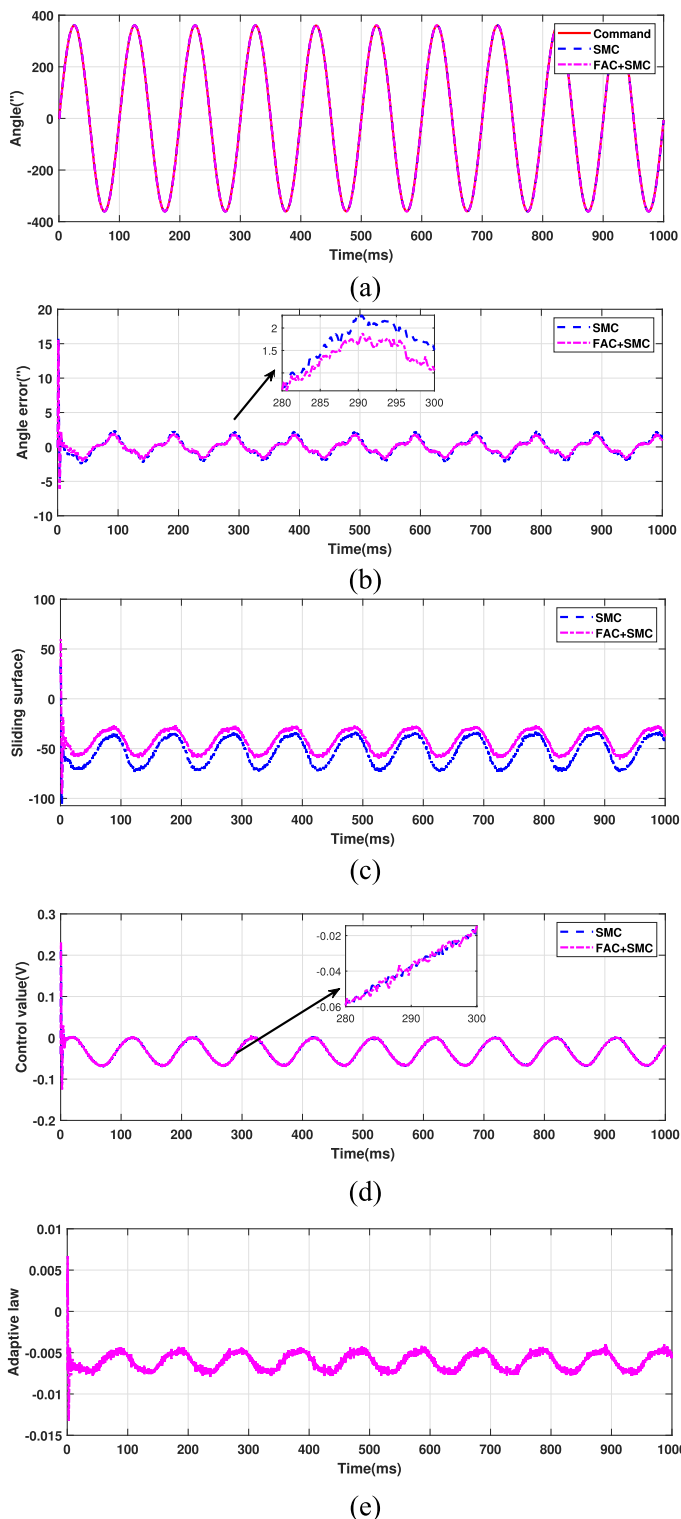 400
200
0
-200
-400
Angle('')
Command
SMC
FAC+SMC
0 100 200 300 400 500 600 700 800 900 1000
Time(ms)
(a)
20
15
10
5
0
-5
-10
Angle error('')
2
1.5
280 285 290 295 300
SMC
FAC+SMC
0 100 200 300 400 500 600 700 800 900 1000
Time(ms)
(b)
100
50
0
-50
-100
Sliding surface)
SMC
FAC+SMC
0 100 200 300 400 500 600 700 800 900 1000
Time(ms)
(c)
0.3
0.2
0.1
0
-0.1
-0.2
Control value(V)
-0.02
-0.04
-0.06
280 290 300
SMC
FAC+SMC
0 100 200 300 400 500 600 700 800 900 1000
Time(ms)
(d)
0.01
0.005
0
-0.005
-0.01
-0.015
Adaptive law
0 100 200 300 400 500 600 700 800 900 1000
Time(ms)
(e)